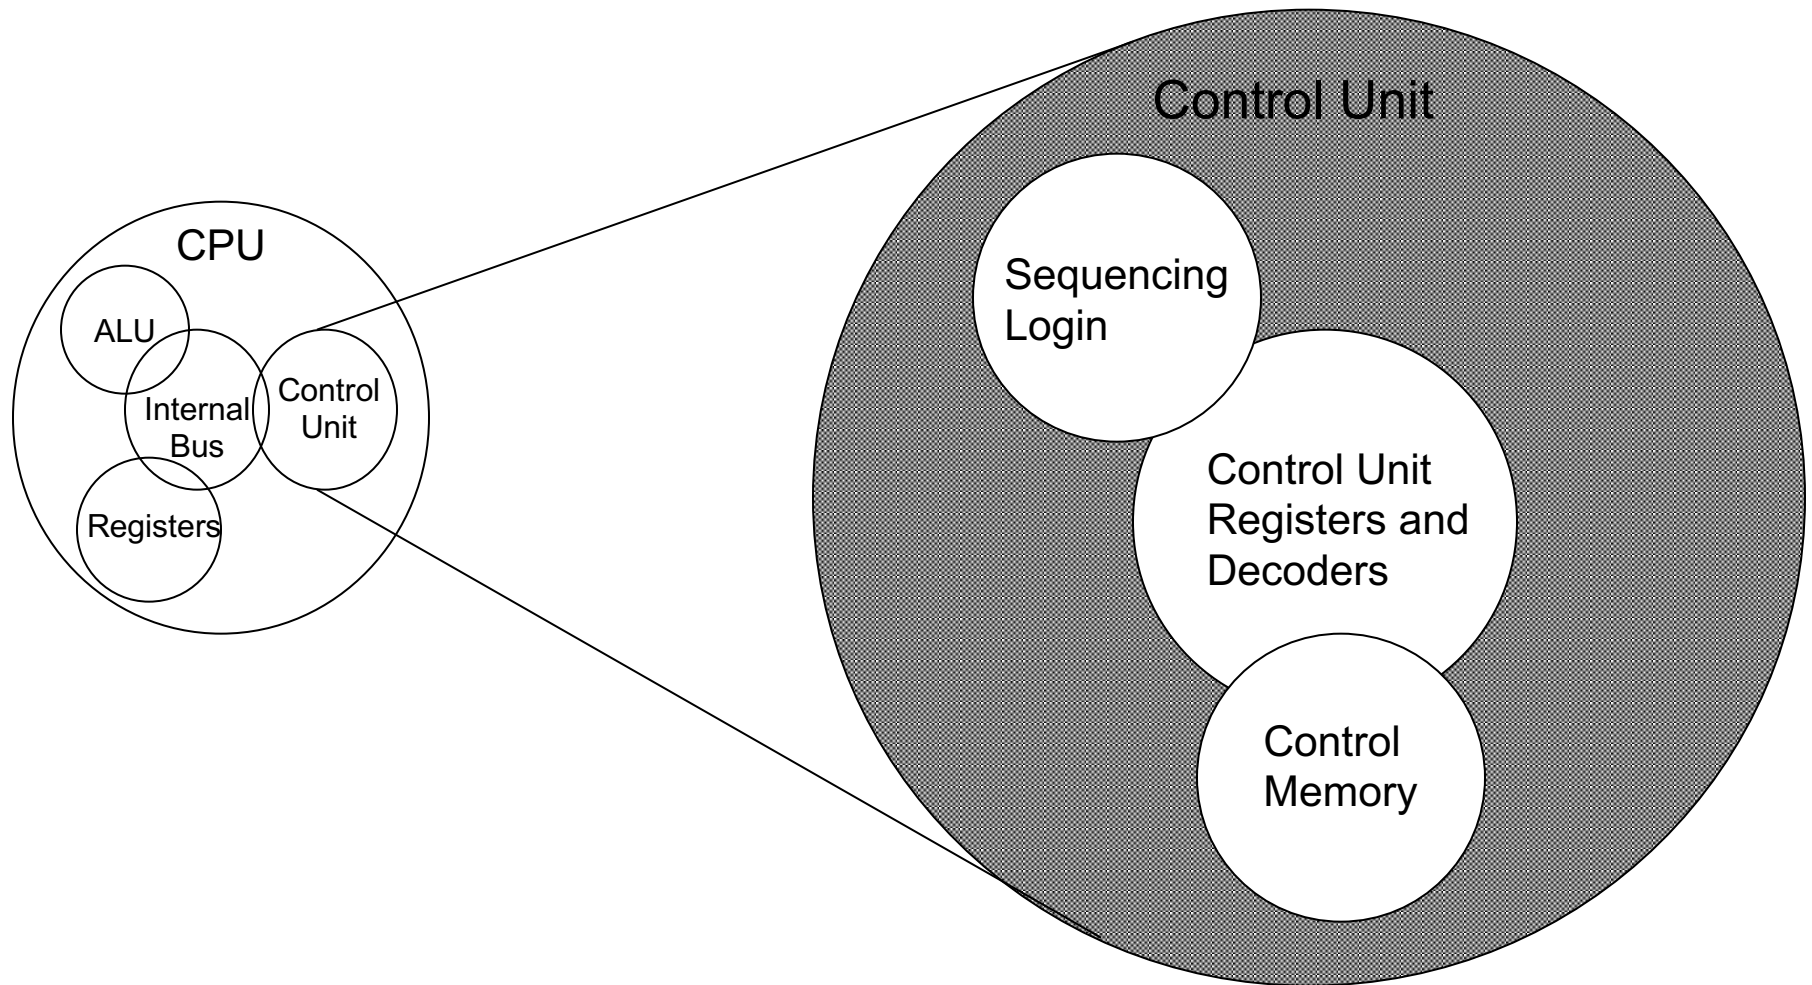 CPU
ALU
Internal
Bus
Control
Unit
Registers
Control Unit
Sequencing
Login
Control Unit
Registers and
Decoders
Control
Memory